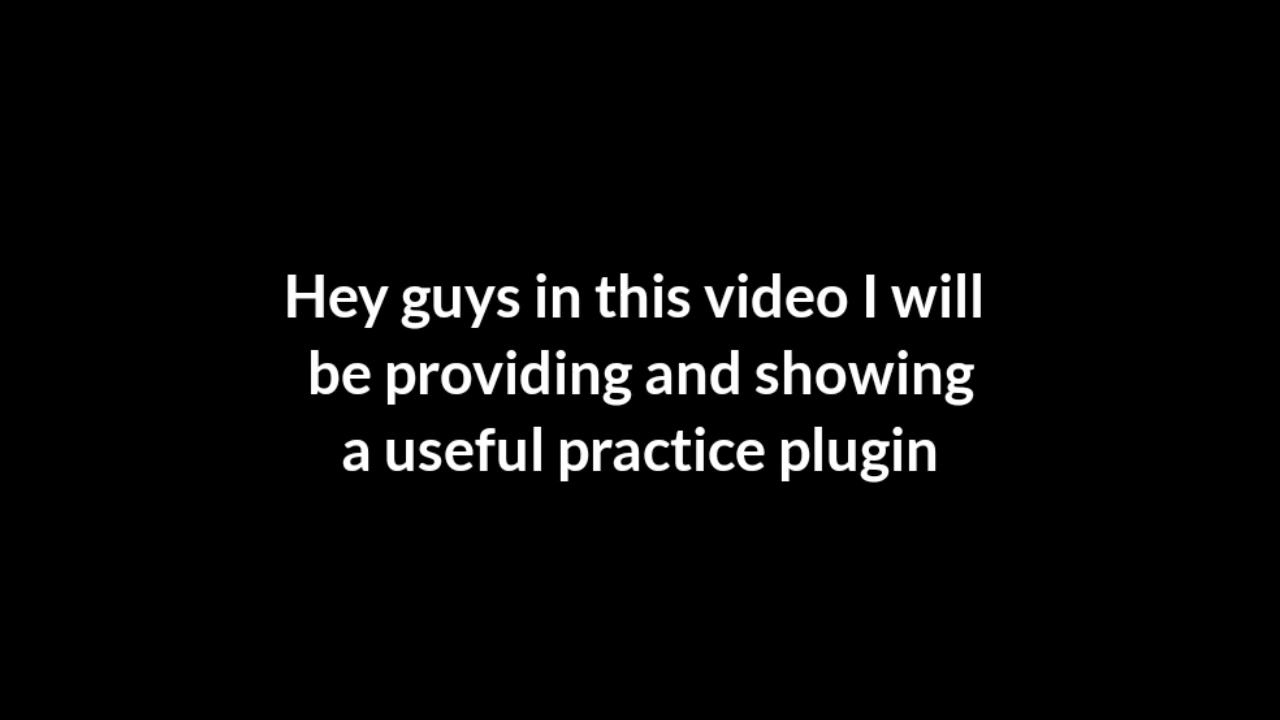 Hey guys in this video I will
be providing and showing
a useful practice plugin